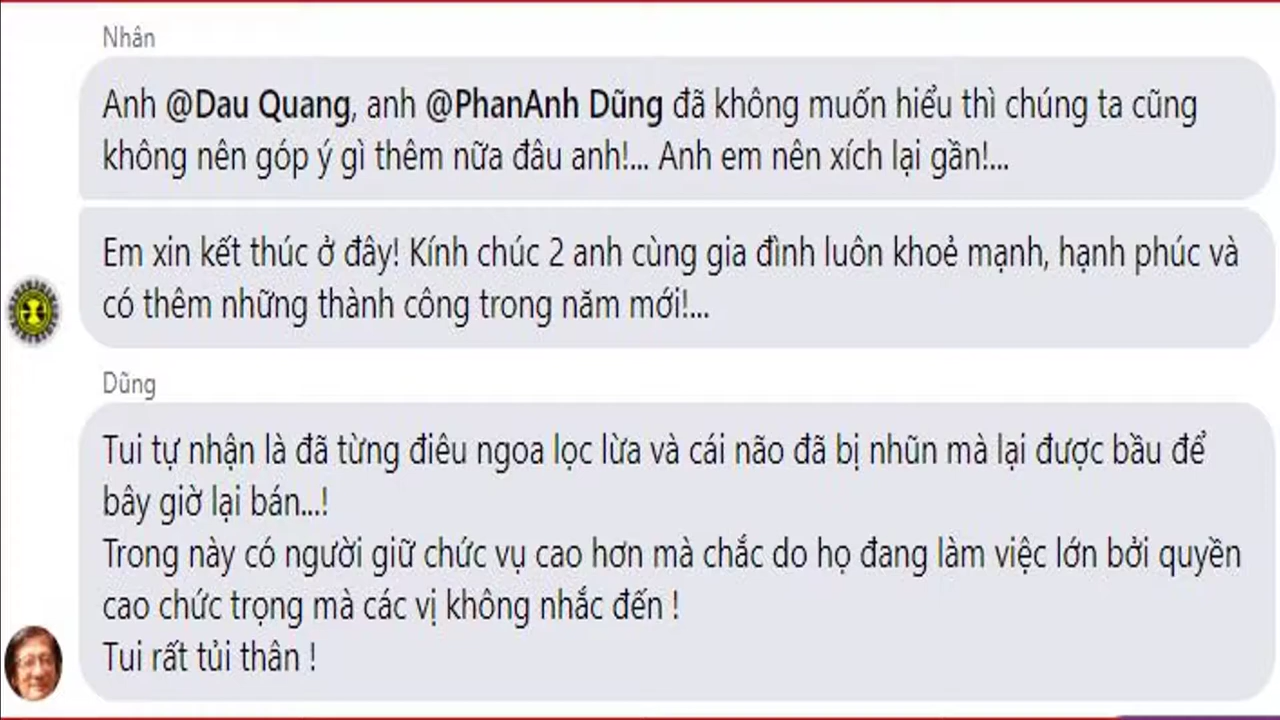 Nhân
Anh @Dau Quang, anh @PhanAnh Dũng đã không muốn hiểu thì chúng ta cũng
không nên góp ý gì thêm nữa đâu anh!... Anh em nên xích lại gần!...
Em xin kết thúc ở đây! Kính chúc 2 anh cùng gia đình luôn khoẻ mạnh, hạnh phúc và
có thêm những thành công trong năm mới!...
Dũng
Tui tự nhận là đã từng điêu ngoa lọc lừa và cái não đã bị nhũn mà lại được bầu để
bây giờ lại bán...!
Trong này có người giữ chức vụ cao hơn mà chắc do họ đang làm việc lớn bởi quyền
cao chức trọng mà các vị không nhắc đến !
Tui rất tủi thân !